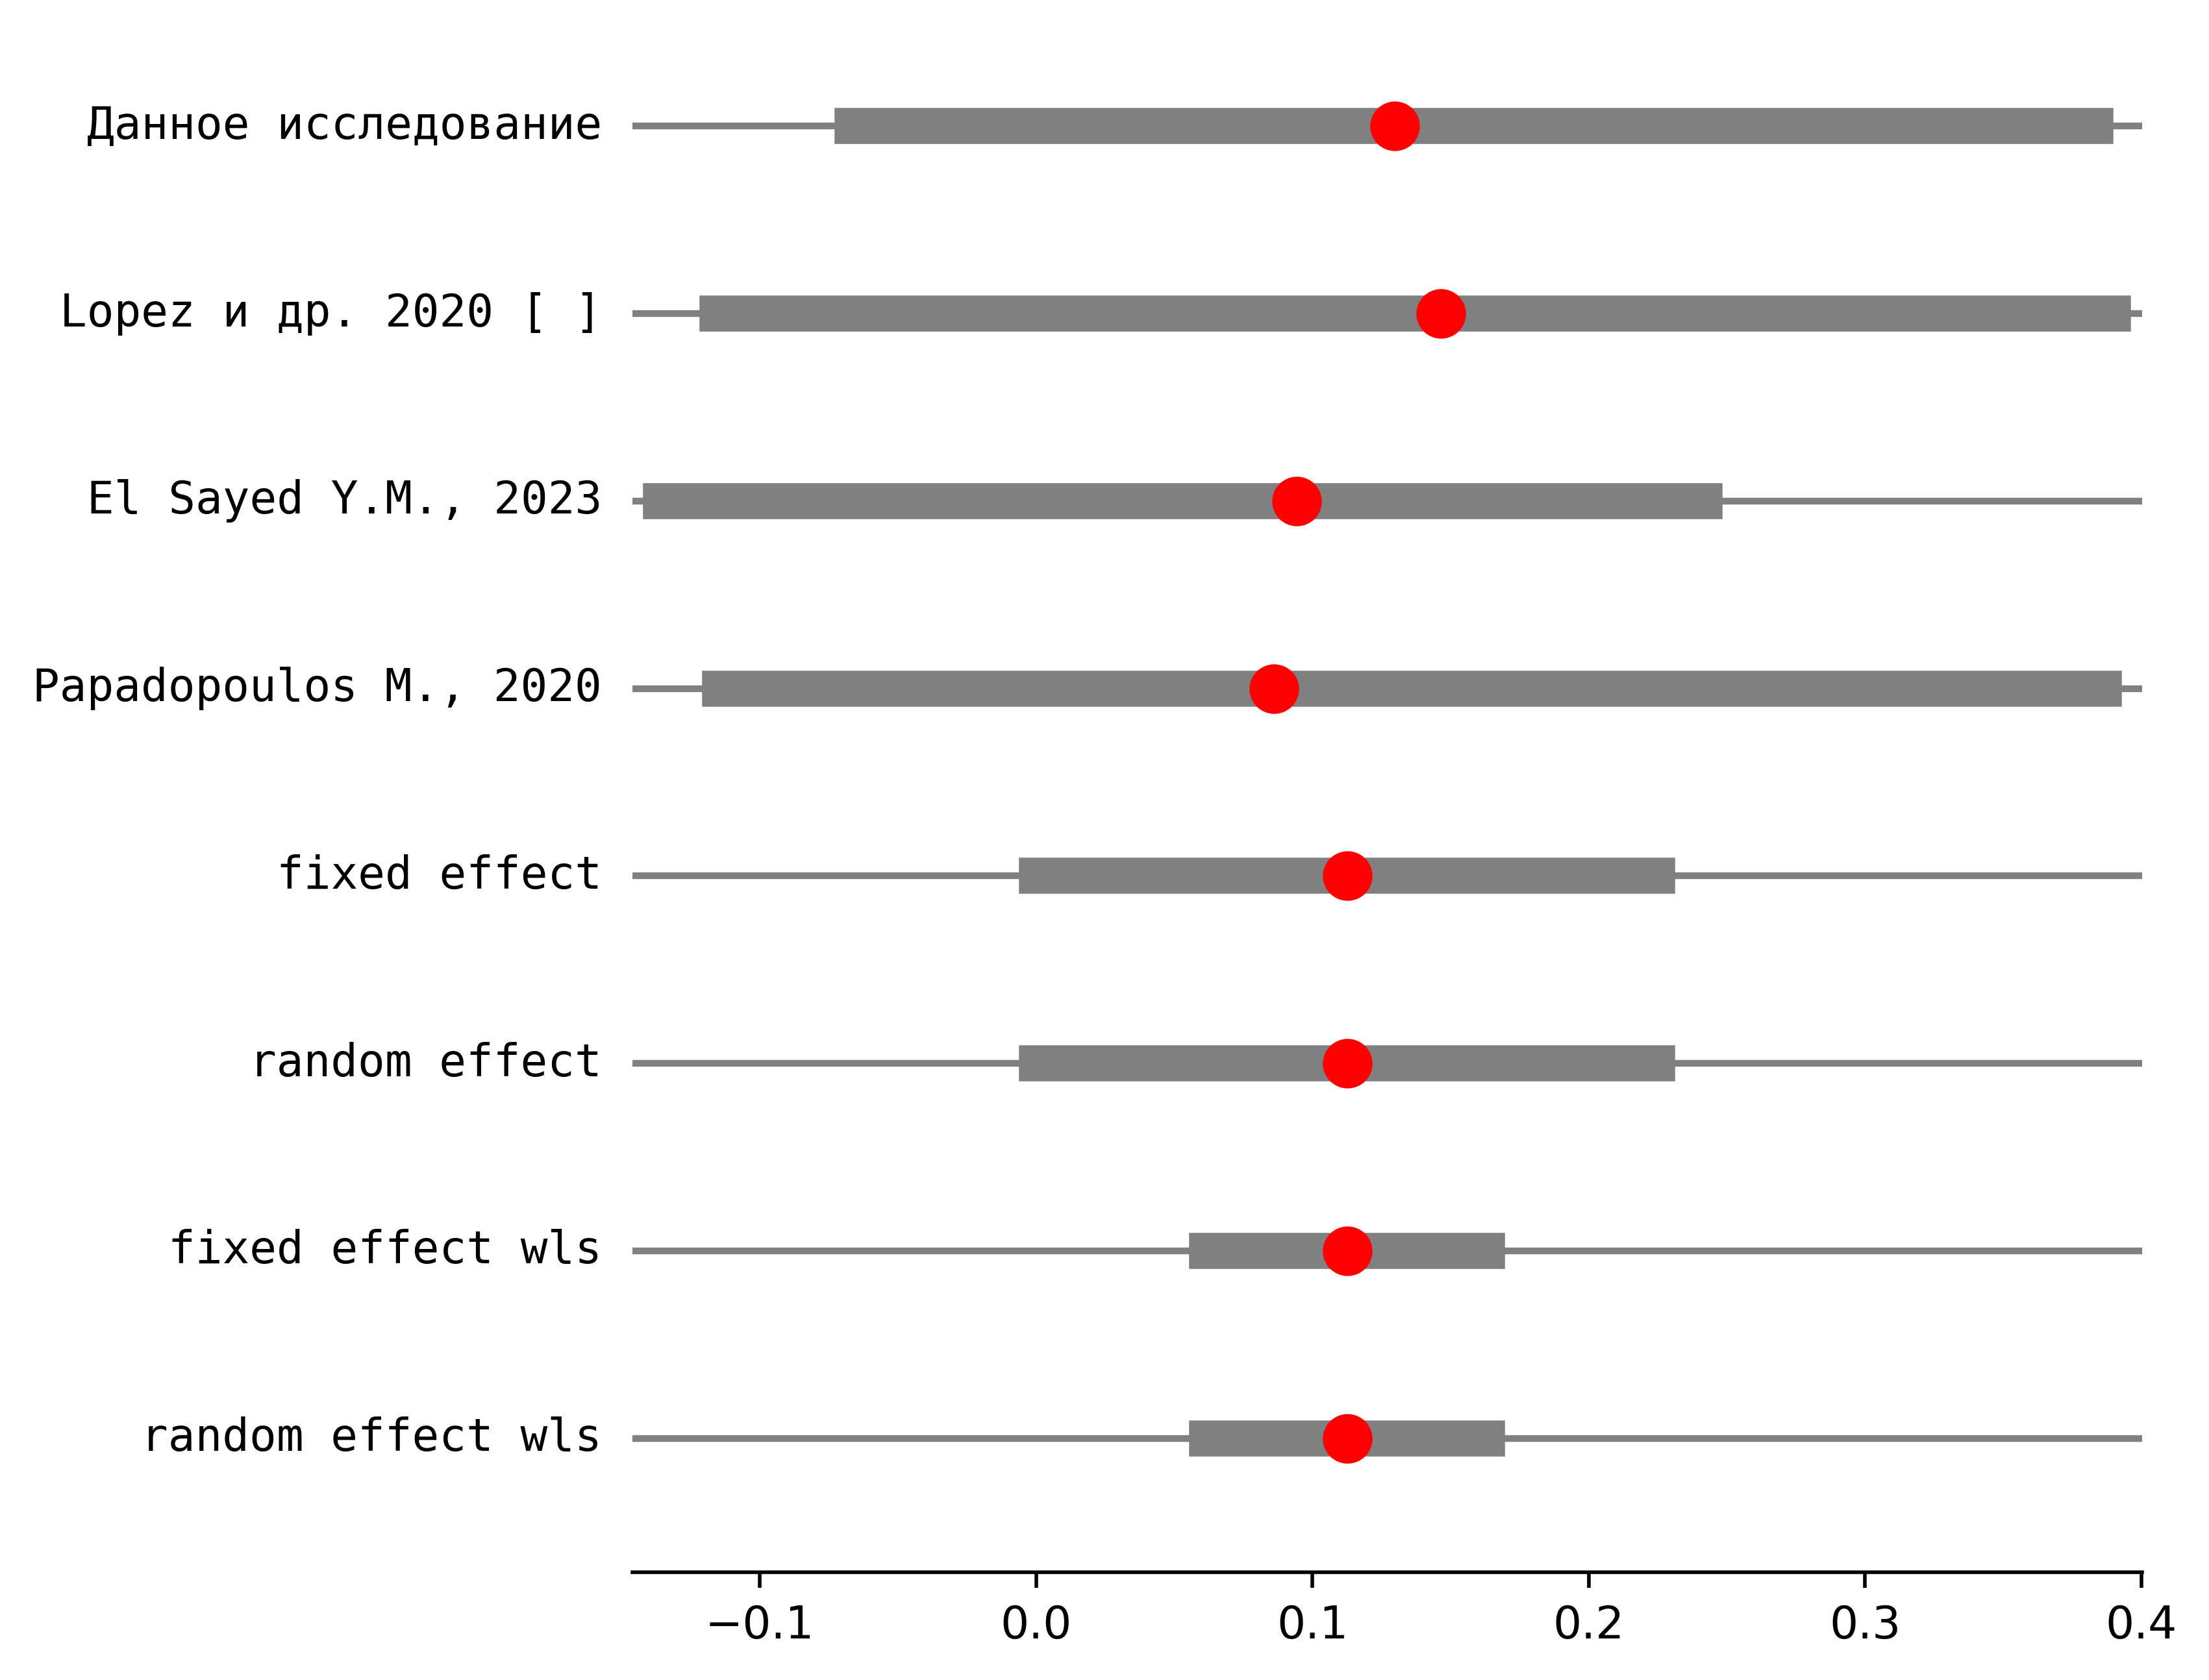 Данное исследование
Lopez и др. 2020 [ ]
El Sayed Y.M., 2023
Papadopoulos M., 2020
fixed effect
random effect
fixed effect wls
random effect wls
−0.1 0.0 0.1 0.2 0.3 0.4